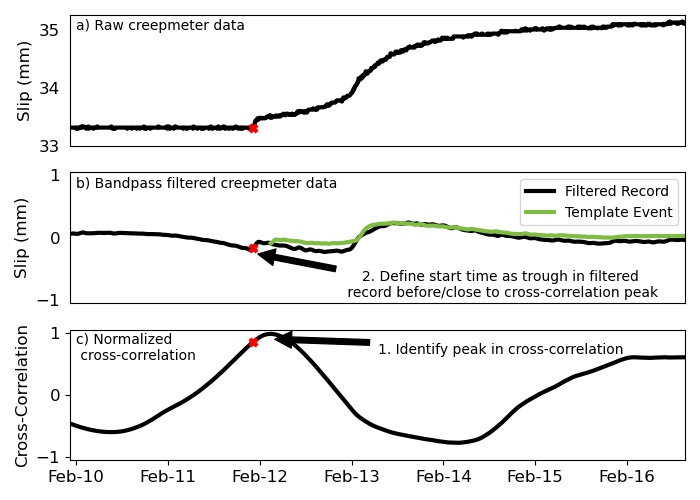 a) Raw creepmeter data
35
34
33
Slip (mm)
b) Bandpass filtered creepmeter data
Filtered Record
Template Event
1
0
−1
Slip (mm)
2. Define start time as trough in filtered
record before/close to cross-correlation peak
c) Normalized
cross-correlation
1. Identify peak in cross-correlation
1
0
−1
Cross-Correlation
Feb-10 Feb-11 Feb-12 Feb-13 Feb-14 Feb-15 Feb-16